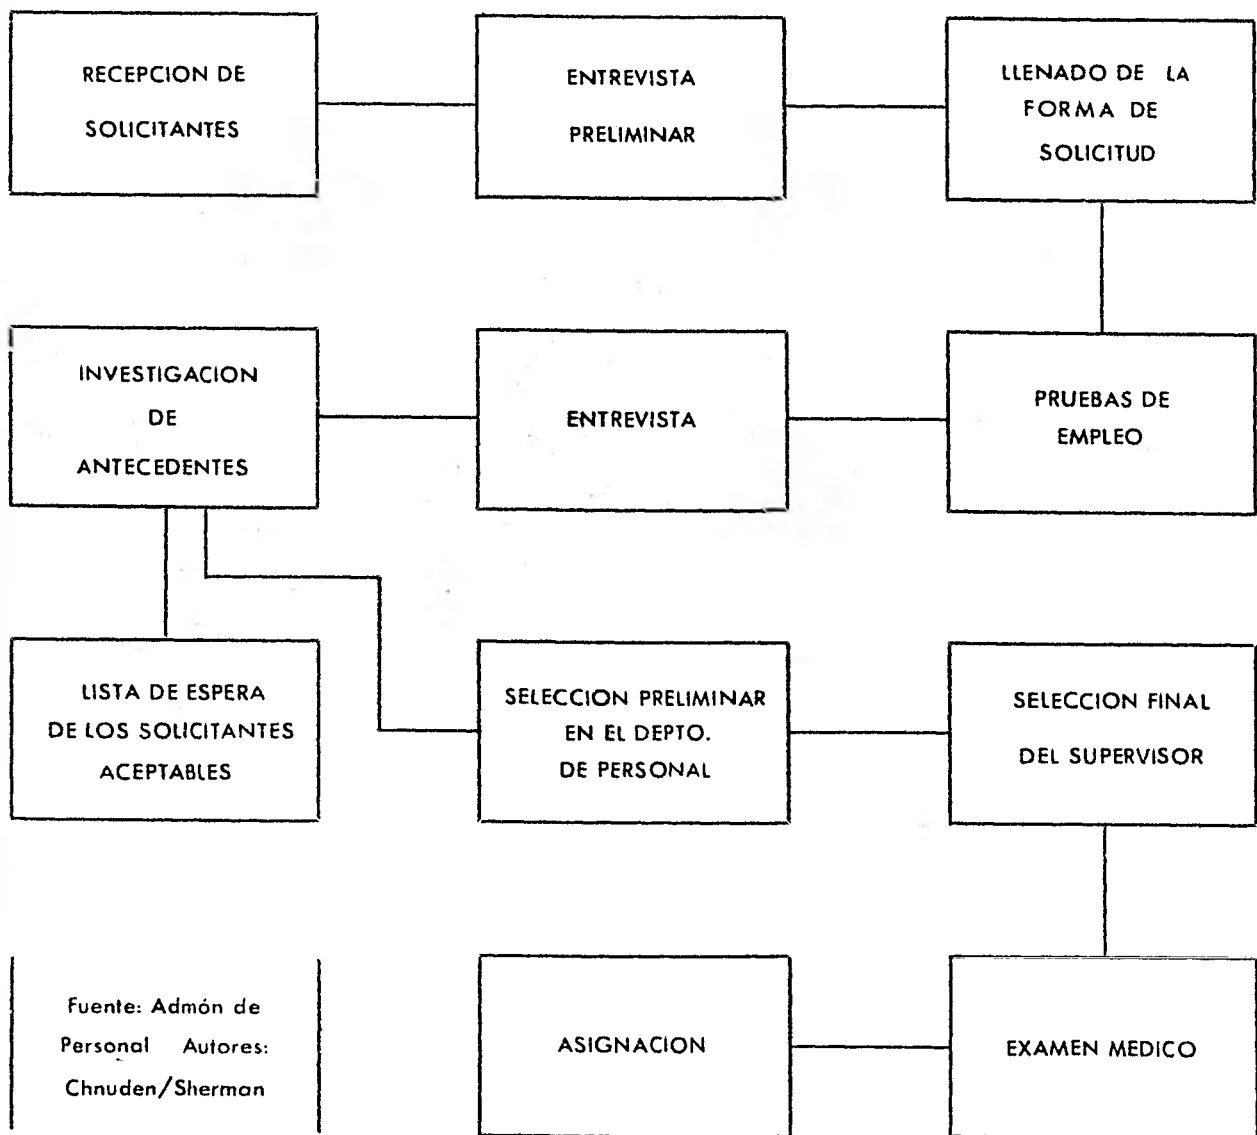 RECEPCION DE
SOLICITANTES
ENTREVISTA
PRELIMINAR
LLENADO DE LA
FORMA DE
SOLICITUD
INVESTIGACION
DE
ANTECEDENTES
ENTREVISTA
PRUEBAS DE
EMPLEO
LISTA DE ESPERA
DE LOS SOLICITANTES
ACEPTABLES
SELECCION PRELIMINAR
EN EL DEPTO.
DE PERSONAL
SELECCION FINAL
DEL SUPERVISOR
Fuente: Admón de
Personal Autores:
Chnuden/Sherman
ASIGNACION
EXAMEN MEDICO